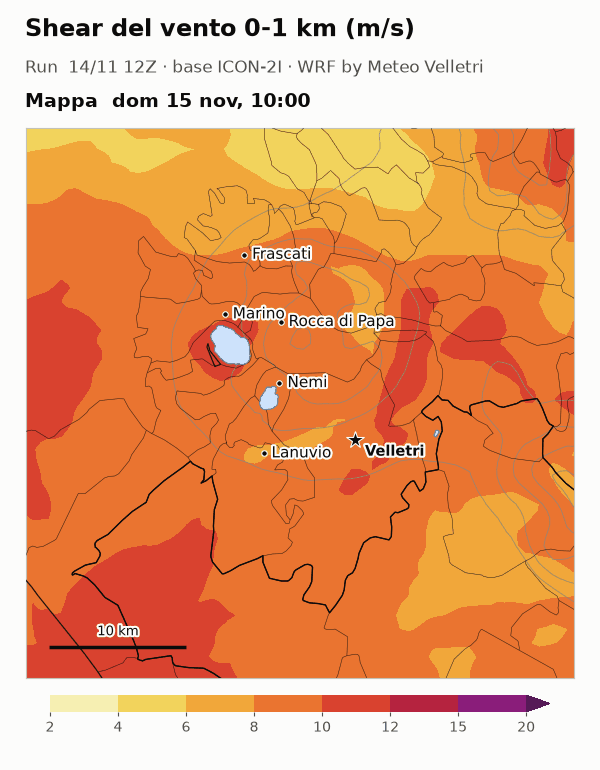 Shear del vento 0-1 km (m/s)
Run  14/11 12Z · base ICON-2I · WRF by Meteo Velletri
Mappa  dom 15 nov, 10:00
Frascati
Marino
Rocca di Papa
Nemi
Velletri
Lanuvio
10 km
2 4 6 8 10 12 15 20